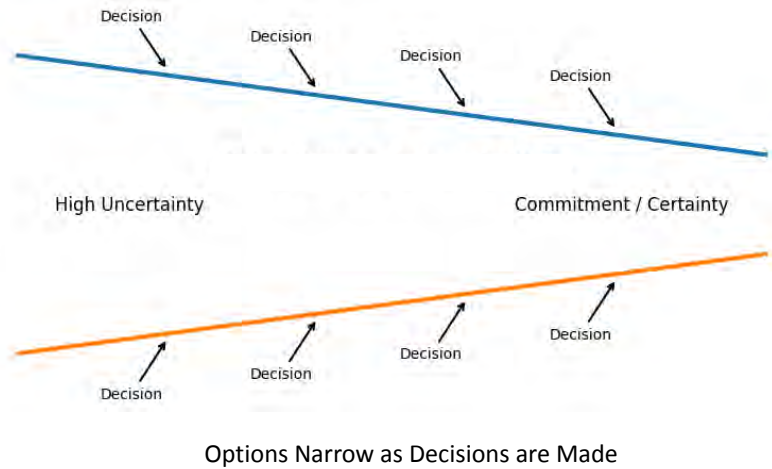 Decision
Decision
Decision
Decision
High Uncertainty
Commitment / Certainty
Decision
Decision
Decision
Decision
Options Narrow as Decisions are Made